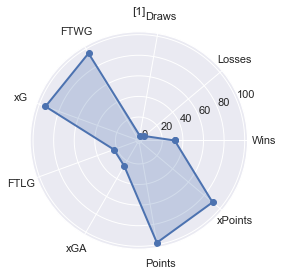 [1]
Draws
FTWG
Losses
100
80
60
40
20
0
xG
Wins
FTLG
xPoints
xGA
Points